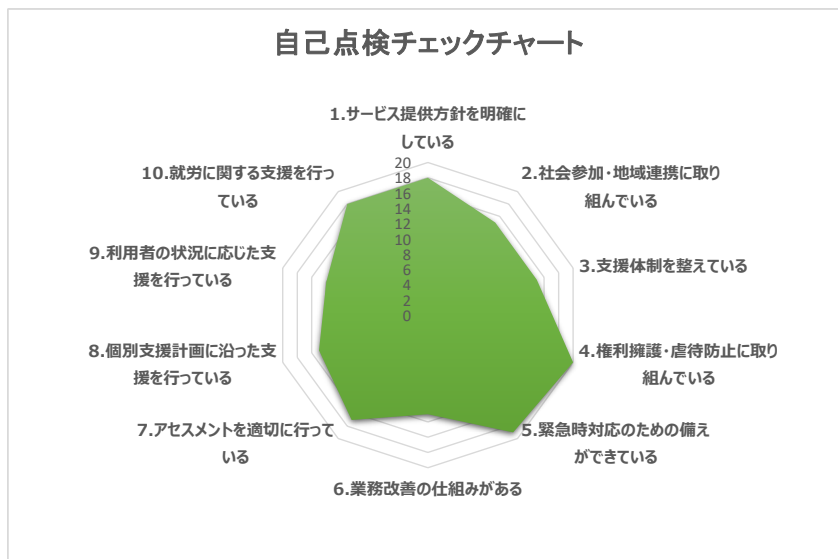 自己点検チェックチャート
1.サービス提供方針を明確に
している
2.社会参加・地域連携に取り
組んでいる
3.支援体制を整えている
4.権利擁護・虐待防止に取り
組んでいる
5.緊急時対応のための備え
ができている
6.業務改善の仕組みがある
7.アセスメントを適切に行って
いる
8.個別支援計画に沿った支
援を行っている
9.利用者の状況に応じた支
援を行っている
10.就労に関する支援を行っ
ている
20
18
16
14
12
10
8
6
4
2
0